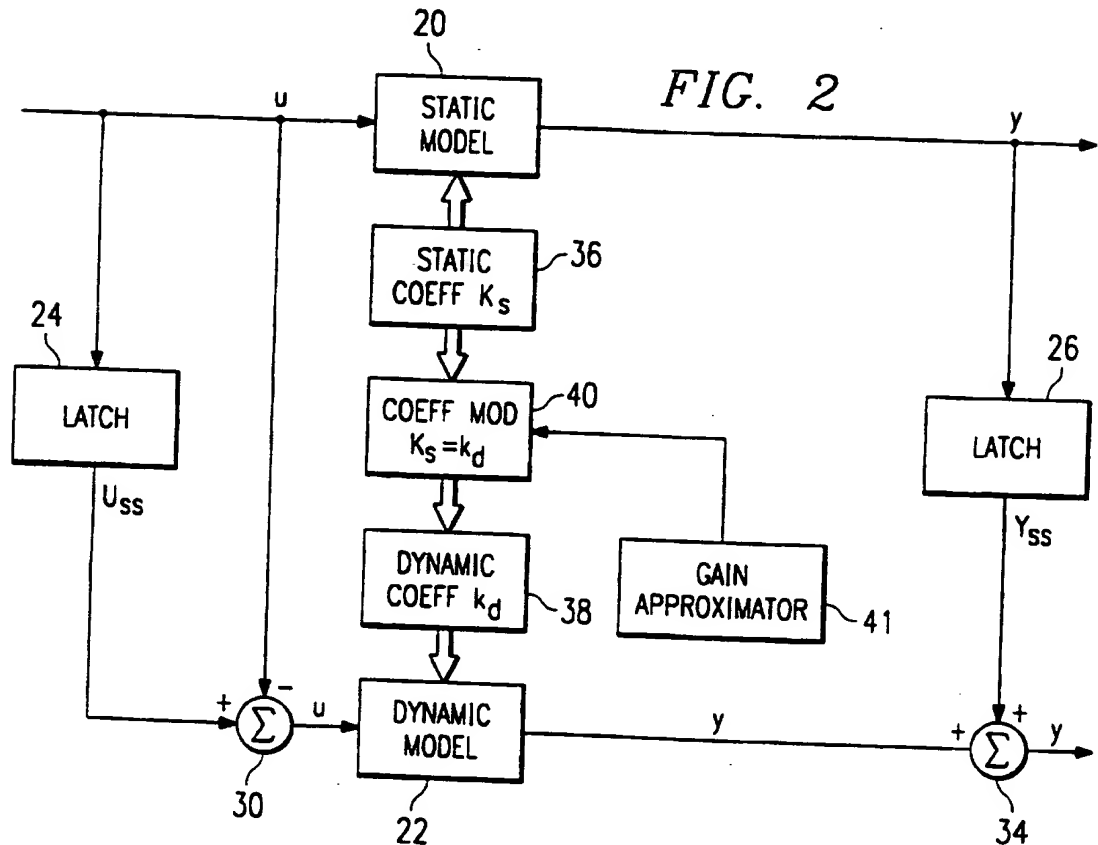 20
FIG. 2
u
STATIC
MODEL
y
STATIC
COEFF Ks
36
24
LATCH
26
LATCH
COEFF MOD
Ks=kd
40
Uss
Yss
DYNAMIC
COEFF kd
38
GAIN
APPROXIMATOR
41
+
-
Σ
30
u
DYNAMIC
MODEL
22
y
+
+
Σ
y
34